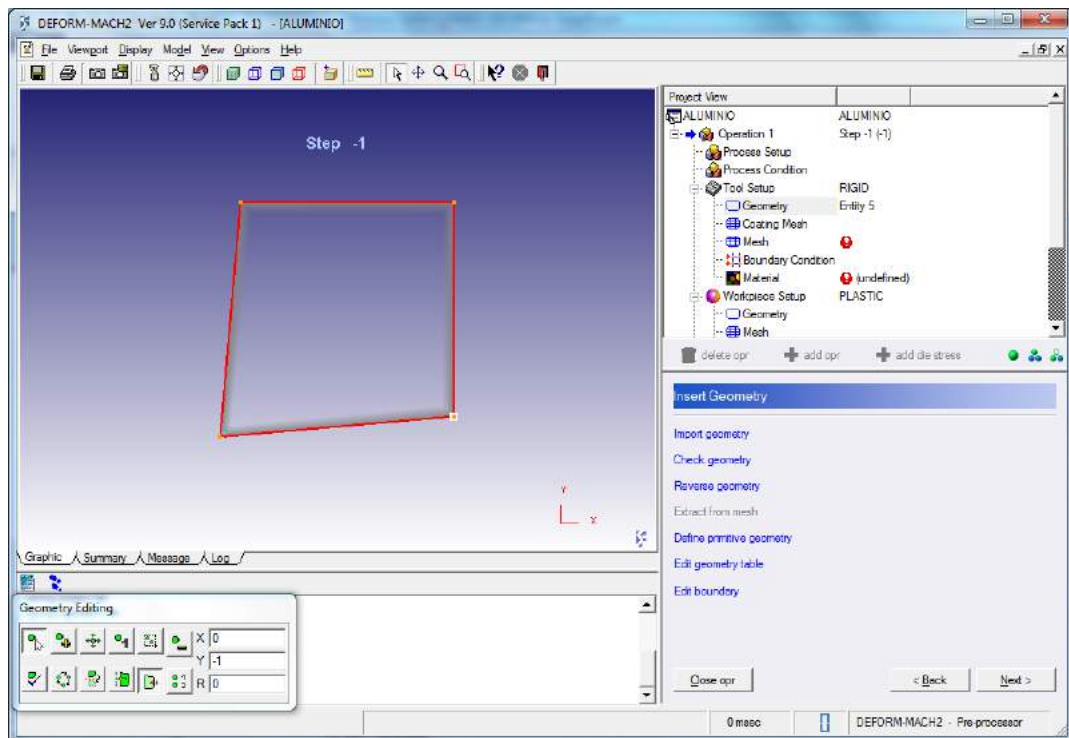 DEFORM-MACH2 Ver 9.0 (Service Pack 1) - [ALUMINIO]
File Viewport Display Model View Options Help
Step -1
Y
X
Graphic Summary Message Log
Geometry Editing
X 0
Y -1
R 0
Project View
ALUMINIO ALUMINIO
Operation 1 Step -1 (-1)
Process Setup
Process Condition
Tool Setup RIGID
Geometry Entity 5
Coating Mesh
Mesh
Boundary Condition
Material (undefined)
Workpiece Setup PLASTIC
Geometry
Mesh
delete opr add opr add die stress
Insert Geometry
Import geometry
Check geometry
Reverse geometry
Extract from mesh
Define primitive geometry
Edit geometry table
Edit boundary
Close opr < Back Next >
0 msec DEFORM-MACH2 - Pre-processor